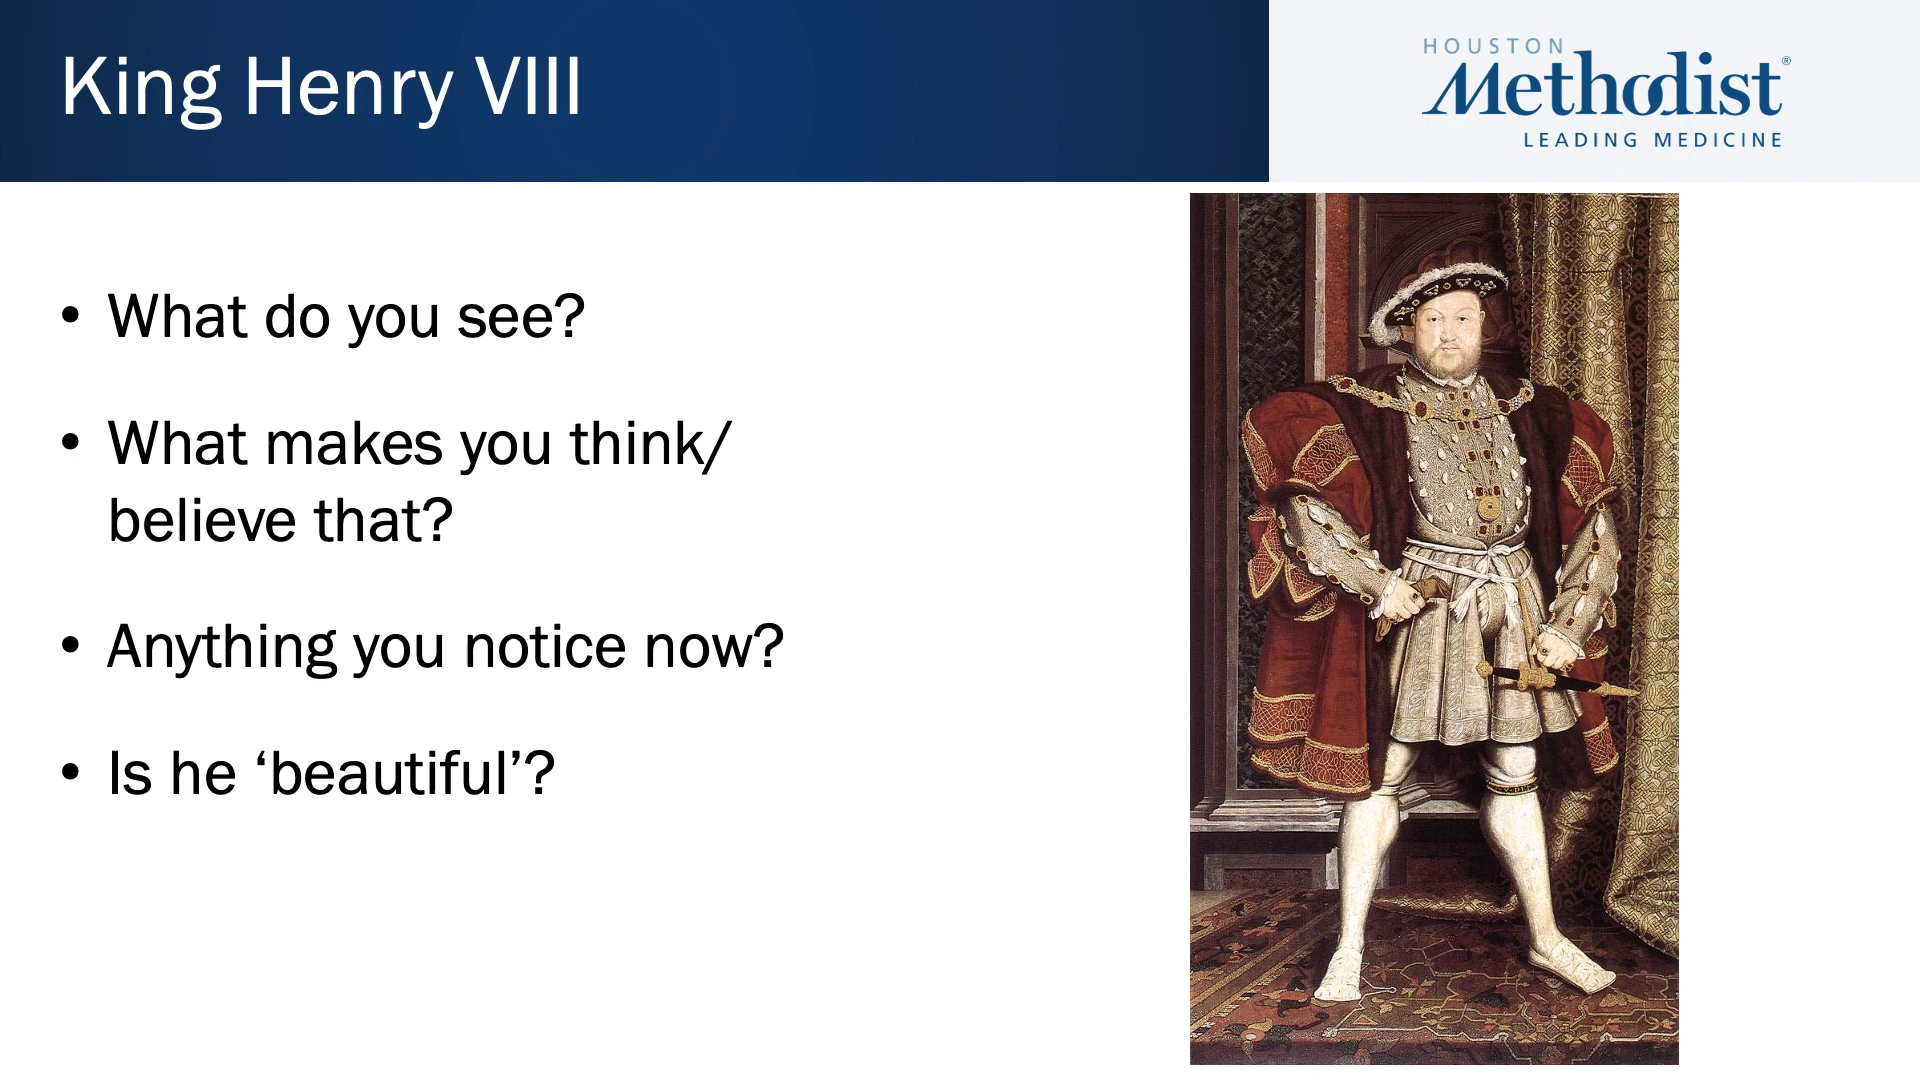 King Henry VIII
HOUSTON
Methodist®
LEADING MEDICINE
• What do you see?
• What makes you think/
believe that?
• Anything you notice now?
• Is he ‘beautiful’?